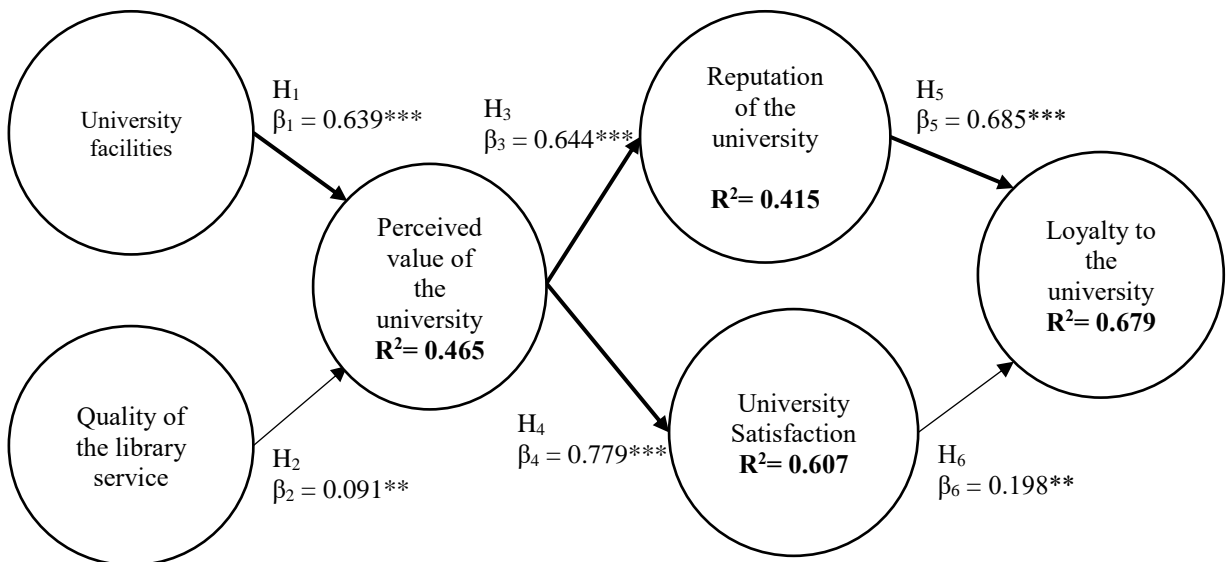 University
facilities
H₁
β₁ = 0.639***
Quality of
the library
service
H₂
β₂ = 0.091**
Perceived
value of
the
university
R²= 0.465
H₃
β₃ = 0.644***
H₄
β₄ = 0.779***
Reputation
of the
university
R²= 0.415
University
Satisfaction
R²= 0.607
H₅
β₅ = 0.685***
H₆
β₆ = 0.198**
Loyalty to
the
university
R²= 0.679